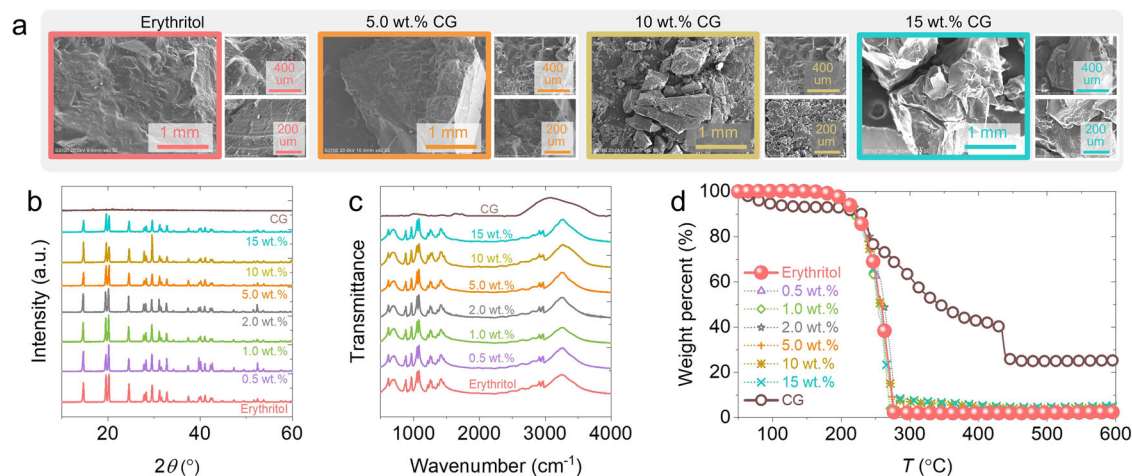 a
Erythritol
5.0 wt.% CG
10 wt.% CG
15 wt.% CG
1 mm
400
um
200
um
1 mm
400
um
200
um
1 mm
400
um
200
um
1 mm
400
um
200
um
b
Intensity (a.u.)
CG
15 wt.%
10 wt.%
5.0 wt.%
2.0 wt.%
1.0 wt.%
0.5 wt.%
Erythritol
20 40 60
2θ (°)
c
Transmittance
CG
15 wt.%
10 wt.%
5.0 wt.%
2.0 wt.%
1.0 wt.%
0.5 wt.%
Erythritol
500 1000 2000 3000 4000
Wavenumber (cm⁻¹)
d
Weight percent (%)
100
80
60
40
20
0
Erythritol
0.5 wt.%
1.0 wt.%
2.0 wt.%
5.0 wt.%
10 wt.%
15 wt.%
CG
100 200 300 400 500 600
T (°C)